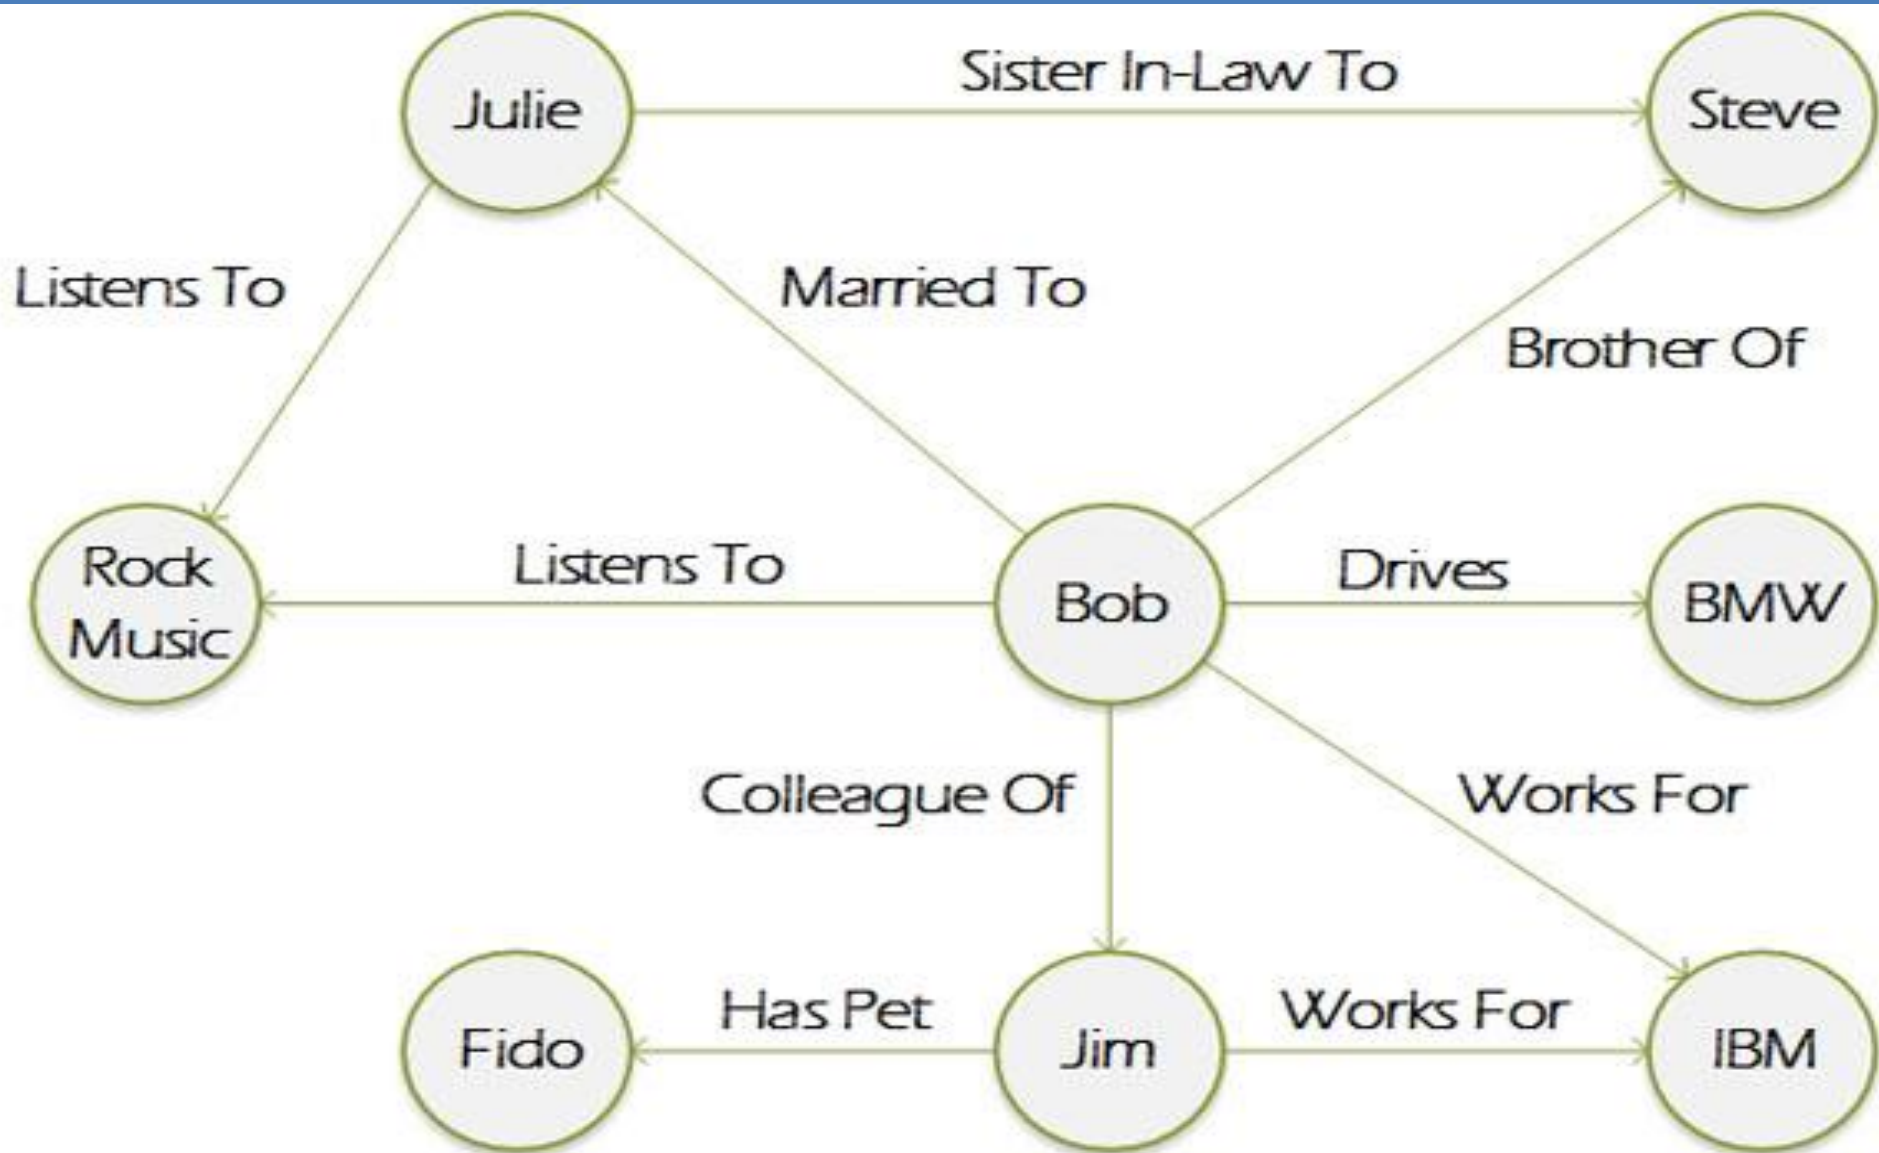 Julie
Sister In-Law To
Steve
Listens To
Married To
Brother Of
Rock
Music
Listens To
Bob
Drives
BMW
Colleague Of
Works For
Fido
Has Pet
Jim
Works For
IBM